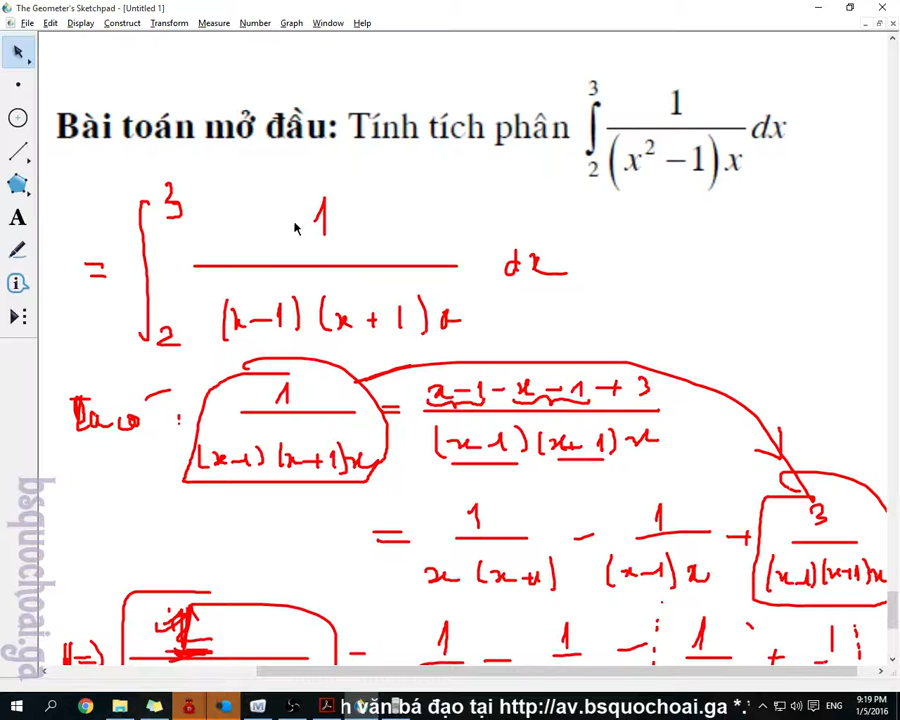 The Geometer's Sketchpad - [Untitled 1]
File Edit Display Construct Transform Measure Number Graph Window Help
Bài toán mở đầu: Tính tích phân ∫₂³ 1/((x² − 1)x) dx
= ∫₂³ 1/((x−1)(x+1)x) dx
Ta có: 1/((x−1)(x+1)x) = (x−1−x−1+3)/((x−1)(x+1)x)
= 1/(x(x+1)) − 1/((x−1)x) + 3/((x−1)(x+1)x)
bsquochoai.ga
A
h văn bá đạo tại http://av.bsquochoai.ga *.
ENG
9:19 PM
1/5/2016